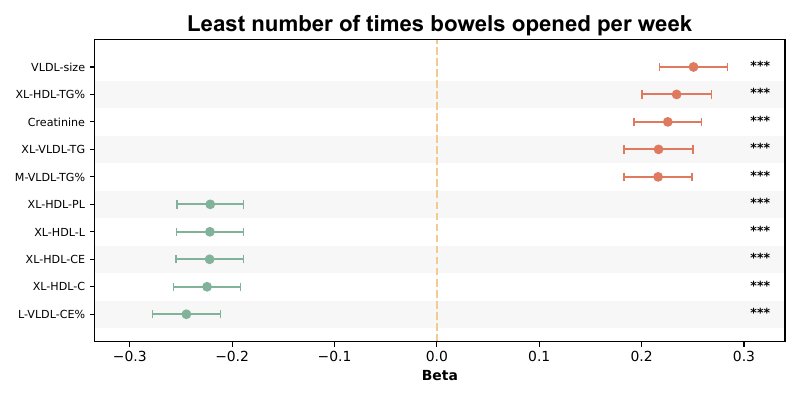 Least number of times bowels opened per week
VLDL-size ***
XL-HDL-TG% ***
Creatinine ***
XL-VLDL-TG ***
M-VLDL-TG% ***
XL-HDL-PL ***
XL-HDL-L ***
XL-HDL-CE ***
XL-HDL-C ***
L-VLDL-CE% ***
−0.3 −0.2 −0.1 0.0 0.1 0.2 0.3
Beta